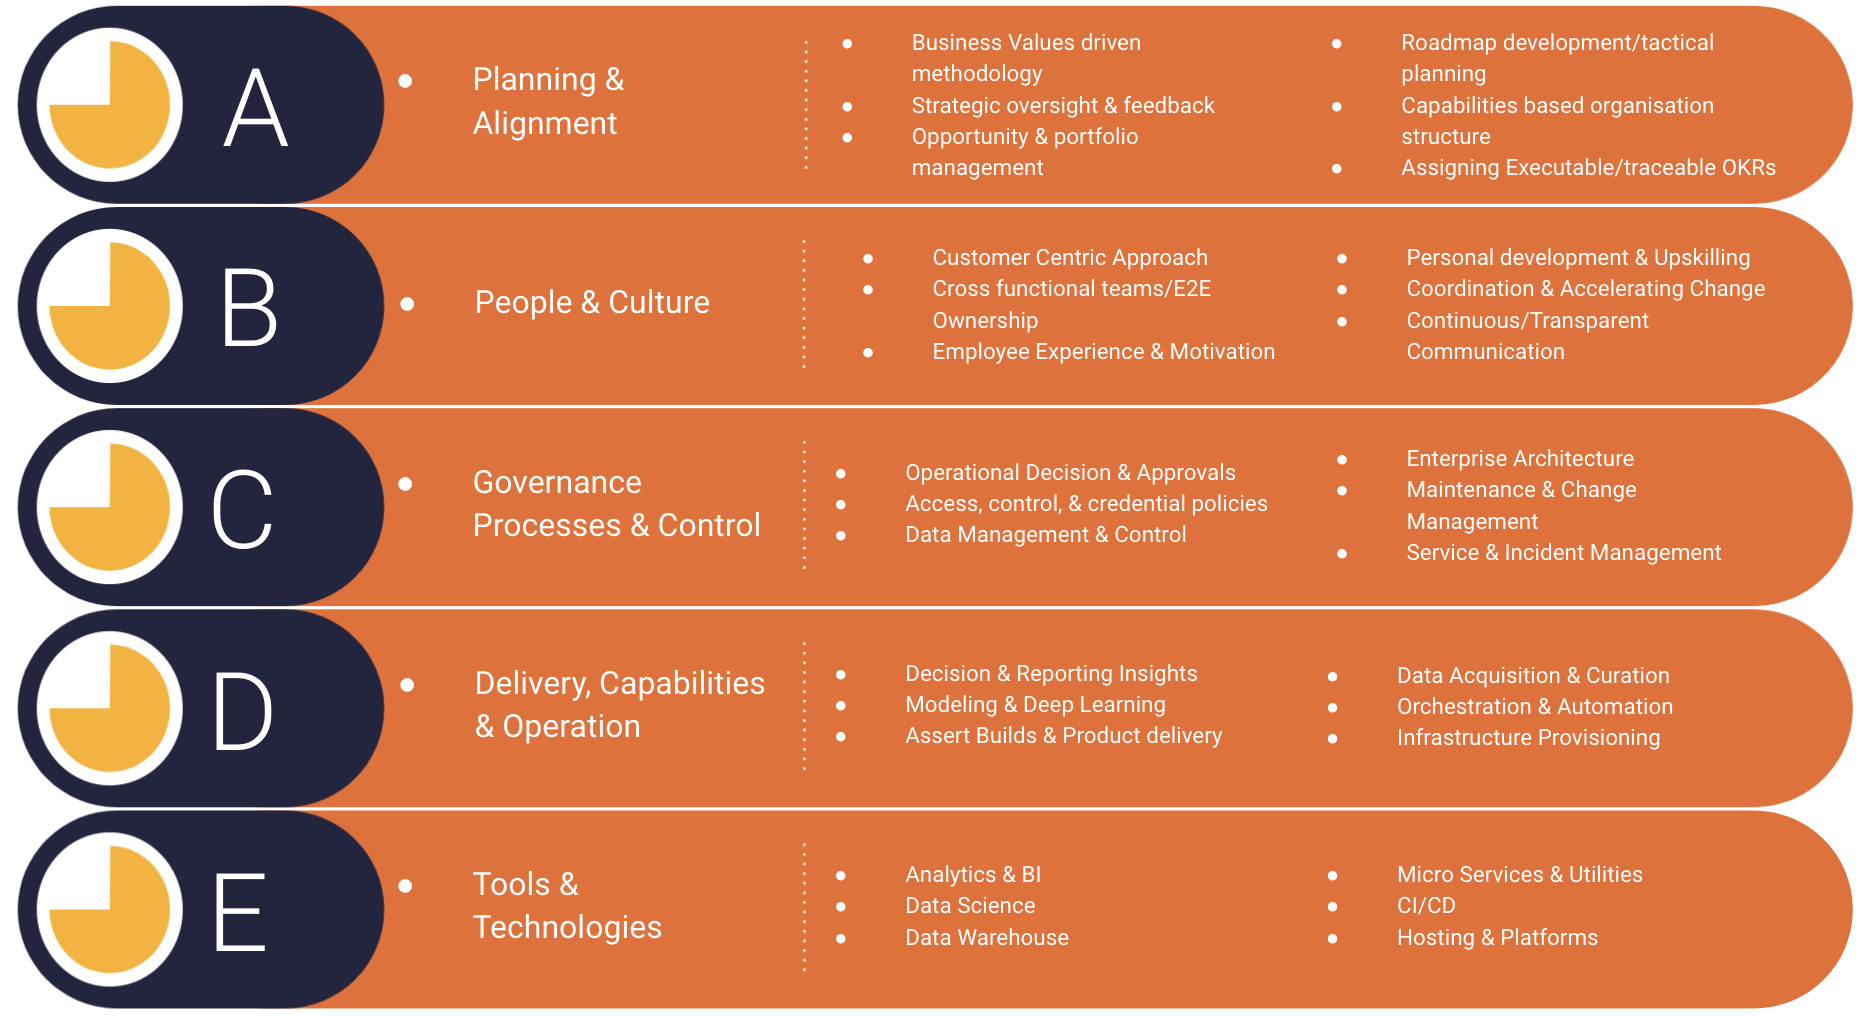 A
Planning &
Alignment
Business Values driven
methodology
Strategic oversight & feedback
Opportunity & portfolio
management
Roadmap development/tactical
planning
Capabilities based organisation
structure
Assigning Executable/traceable OKRs
B
People & Culture
Customer Centric Approach
Cross functional teams/E2E
Ownership
Employee Experience & Motivation
Personal development & Upskilling
Coordination & Accelerating Change
Continuous/Transparent
Communication
C
Governance
Processes & Control
Operational Decision & Approvals
Access, control, & credential policies
Data Management & Control
Enterprise Architecture
Maintenance & Change
Management
Service & Incident Management
D
Delivery, Capabilities
& Operation
Decision & Reporting Insights
Modeling & Deep Learning
Assert Builds & Product delivery
Data Acquisition & Curation
Orchestration & Automation
Infrastructure Provisioning
E
Tools &
Technologies
Analytics & BI
Data Science
Data Warehouse
Micro Services & Utilities
CI/CD
Hosting & Platforms